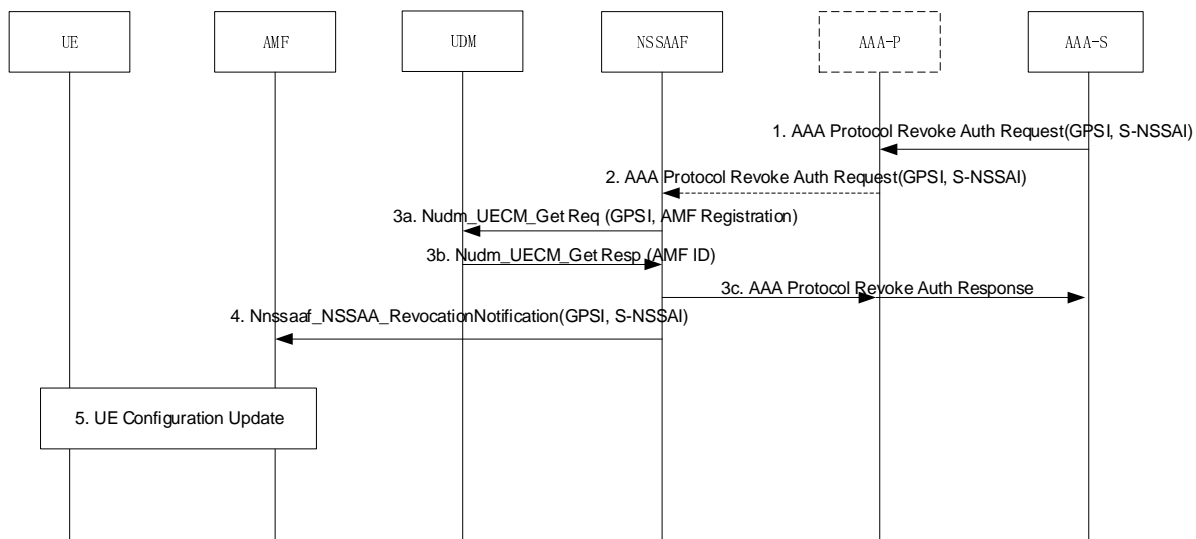 UE
AMF
UDM
NSSAAF
AAA-P
AAA-S
1. AAA Protocol Revoke Auth Request(GPSI, S-NSSAI)
2. AAA Protocol Revoke Auth Request(GPSI, S-NSSAI)
3a. Nudm_UECM_Get Req (GPSI, AMF Registration)
3b. Nudm_UECM_Get Resp (AMF ID)
3c. AAA Protocol Revoke Auth Response
4. Nnssaaf_NSSAA_RevocationNotification(GPSI, S-NSSAI)
5. UE Configuration Update